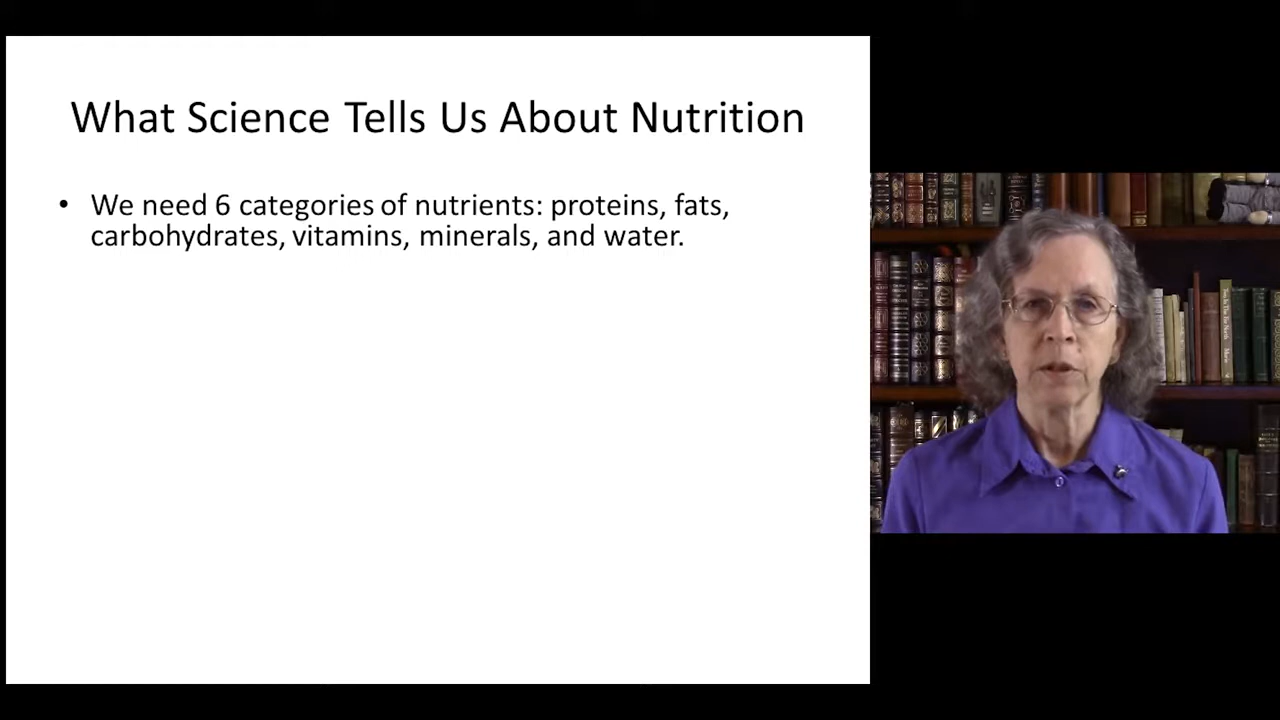 What Science Tells Us About Nutrition
• We need 6 categories of nutrients: proteins, fats,
carbohydrates, vitamins, minerals, and water.